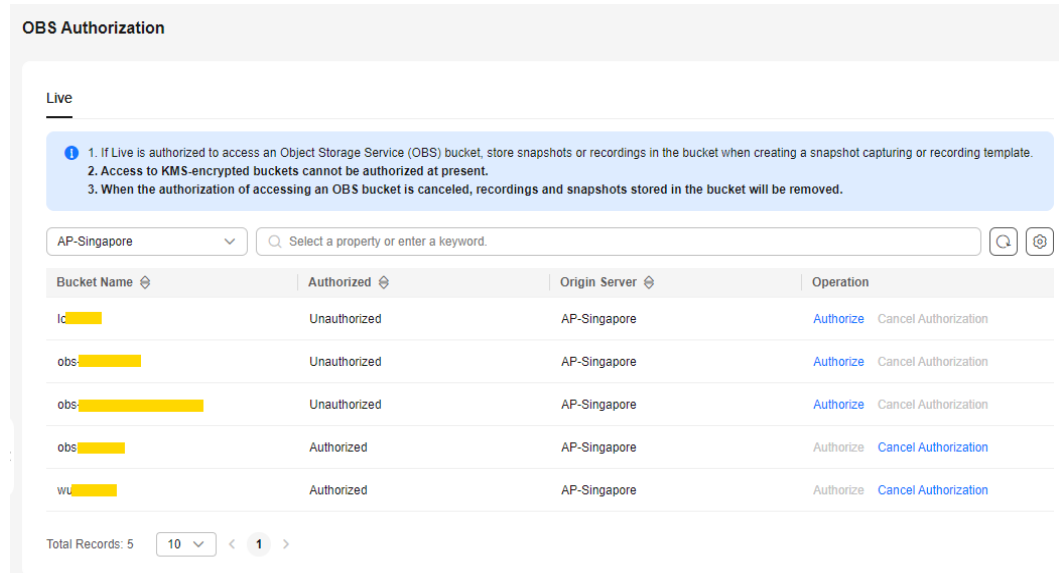 OBS Authorization
Live
1. If Live is authorized to access an Object Storage Service (OBS) bucket, store snapshots or recordings in the bucket when creating a snapshot capturing or recording template.
2. Access to KMS-encrypted buckets cannot be authorized at present.
3. When the authorization of accessing an OBS bucket is canceled, recordings and snapshots stored in the bucket will be removed.
AP-Singapore Select a property or enter a keyword.
Bucket Name Authorized Origin Server Operation
Unauthorized AP-Singapore Authorize Cancel Authorization
obs- Unauthorized AP-Singapore Authorize Cancel Authorization
obs- Unauthorized AP-Singapore Authorize Cancel Authorization
obs Authorized AP-Singapore Authorize Cancel Authorization
wu Authorized AP-Singapore Authorize Cancel Authorization
Total Records: 5 10 < 1 >